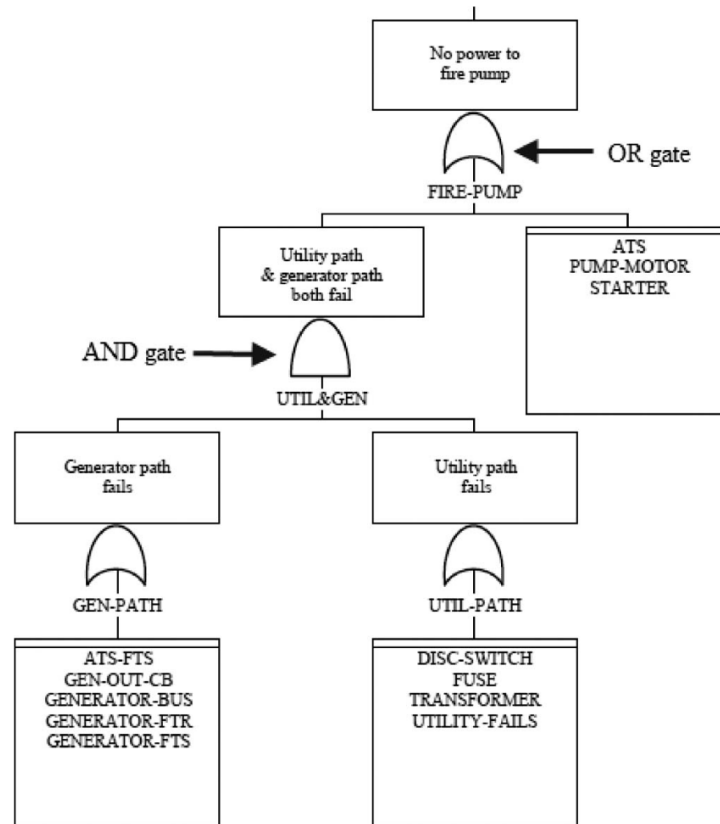 No power to
fire pump
OR gate
FIRE-PUMP
Utility path
& generator path
both fail
ATS
PUMP-MOTOR
STARTER
AND gate
UTIL&GEN
Generator path
fails
Utility path
fails
GEN-PATH
UTIL-PATH
ATS-FTS
GEN-OUT-CB
GENERATOR-BUS
GENERATOR-FTR
GENERATOR-FTS
DISC-SWITCH
FUSE
TRANSFORMER
UTILITY-FAILS